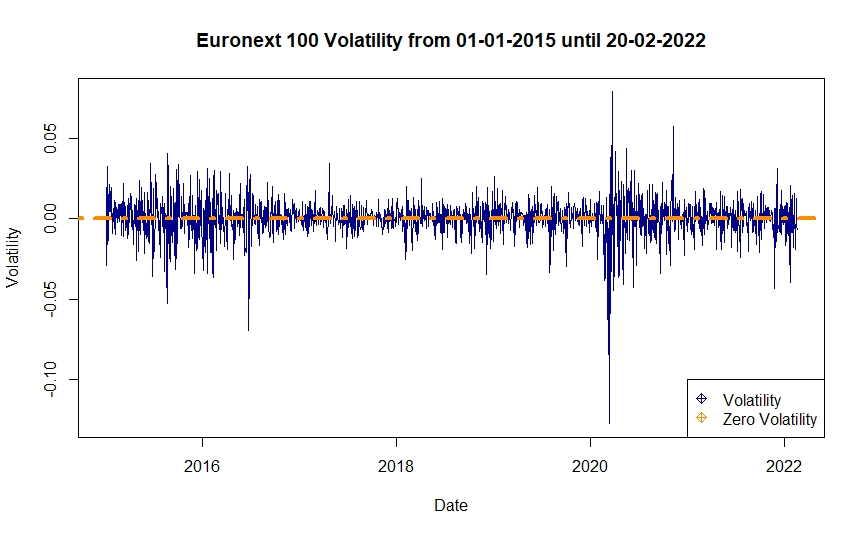 Euronext 100 Volatility from 01-01-2015 until 20-02-2022
Volatility
0.05
0.00
-0.05
-0.10
Volatility
Zero Volatility
2016
2018
2020
2022
Date